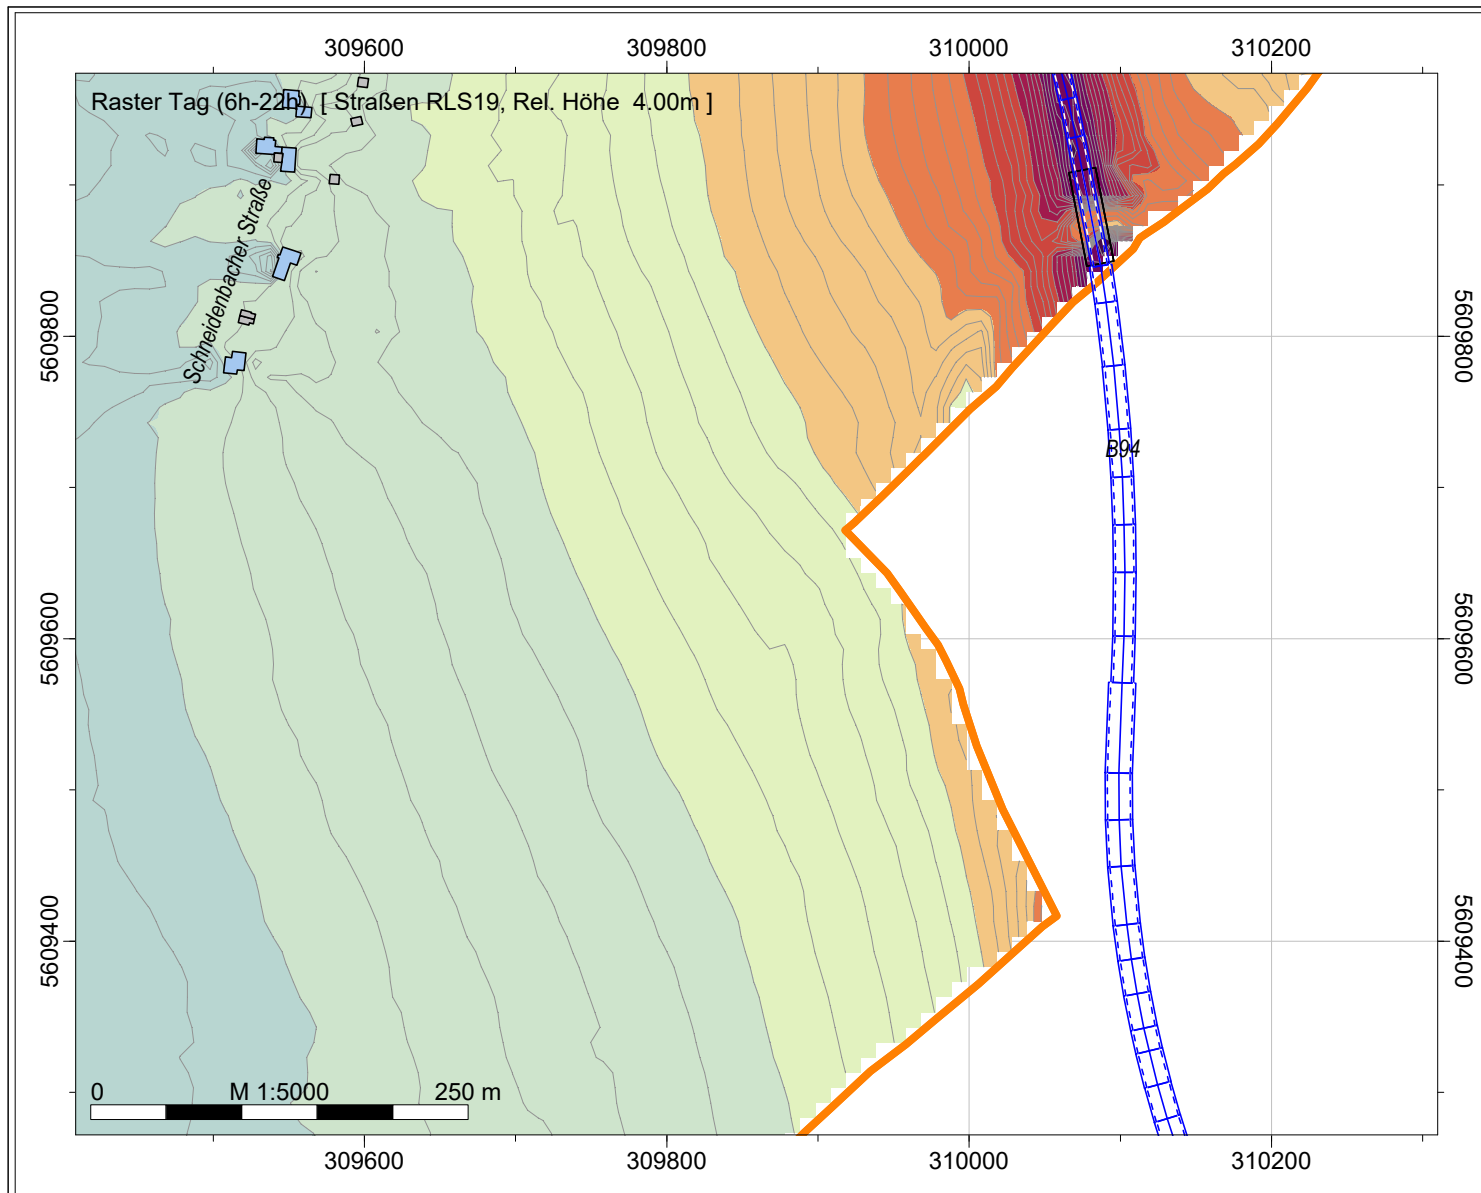 309600 309800 310000 310200
Raster Tag (6h-22h) [ Straßen RLS19, Rel. Höhe 4.00m ]
Schneidenbacher Straße
5609800 5609800
B94
5609600 5609600
5609400 5609400
0 M 1:5000 250 m
309600 309800 310000 310200